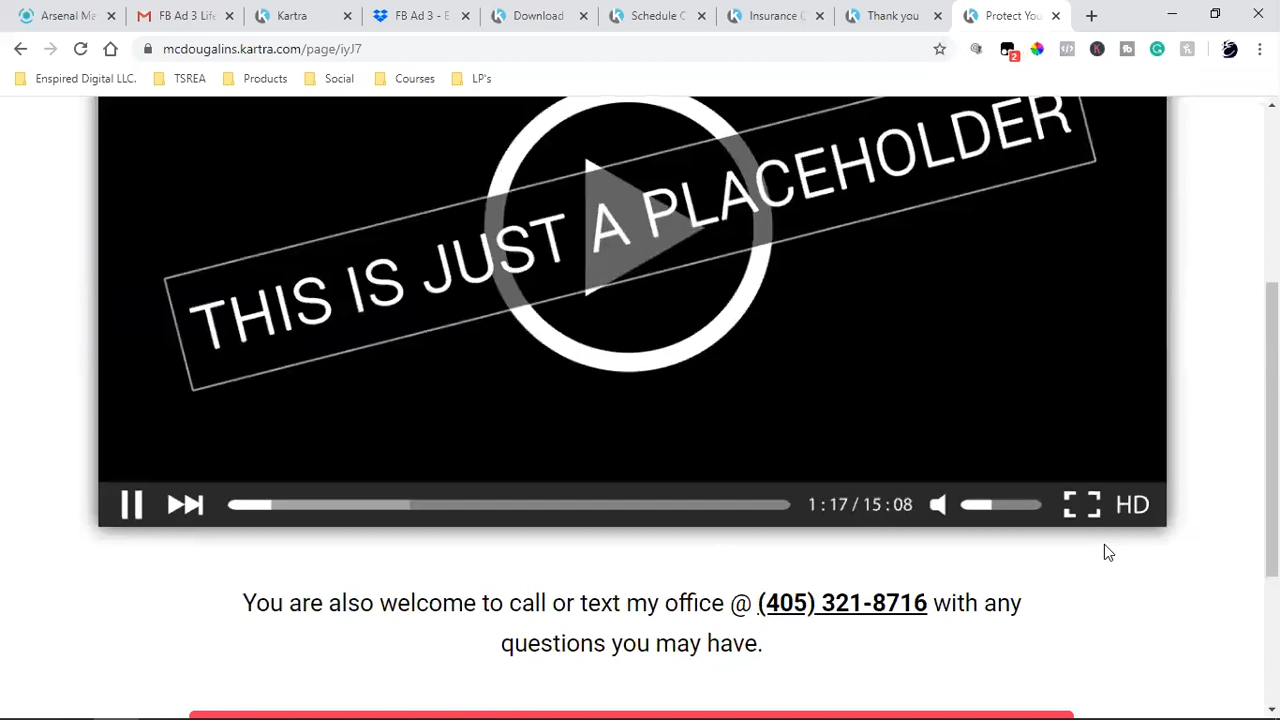 Arsenal Ma
FB Ad 3 Life
Kartra
FB Ad 3 - E
Download
Schedule C
Insurance C
Thank you
Protect You
mcdougalins.kartra.com/page/iyJ7
2
Enspired Digital LLC.
TSREA
Products
Social
Courses
LP's
THIS IS JUST A PLACEHOLDER
1:17 / 15:08
HD
You are also welcome to call or text my office @ (405) 321-8716 with any
questions you may have.